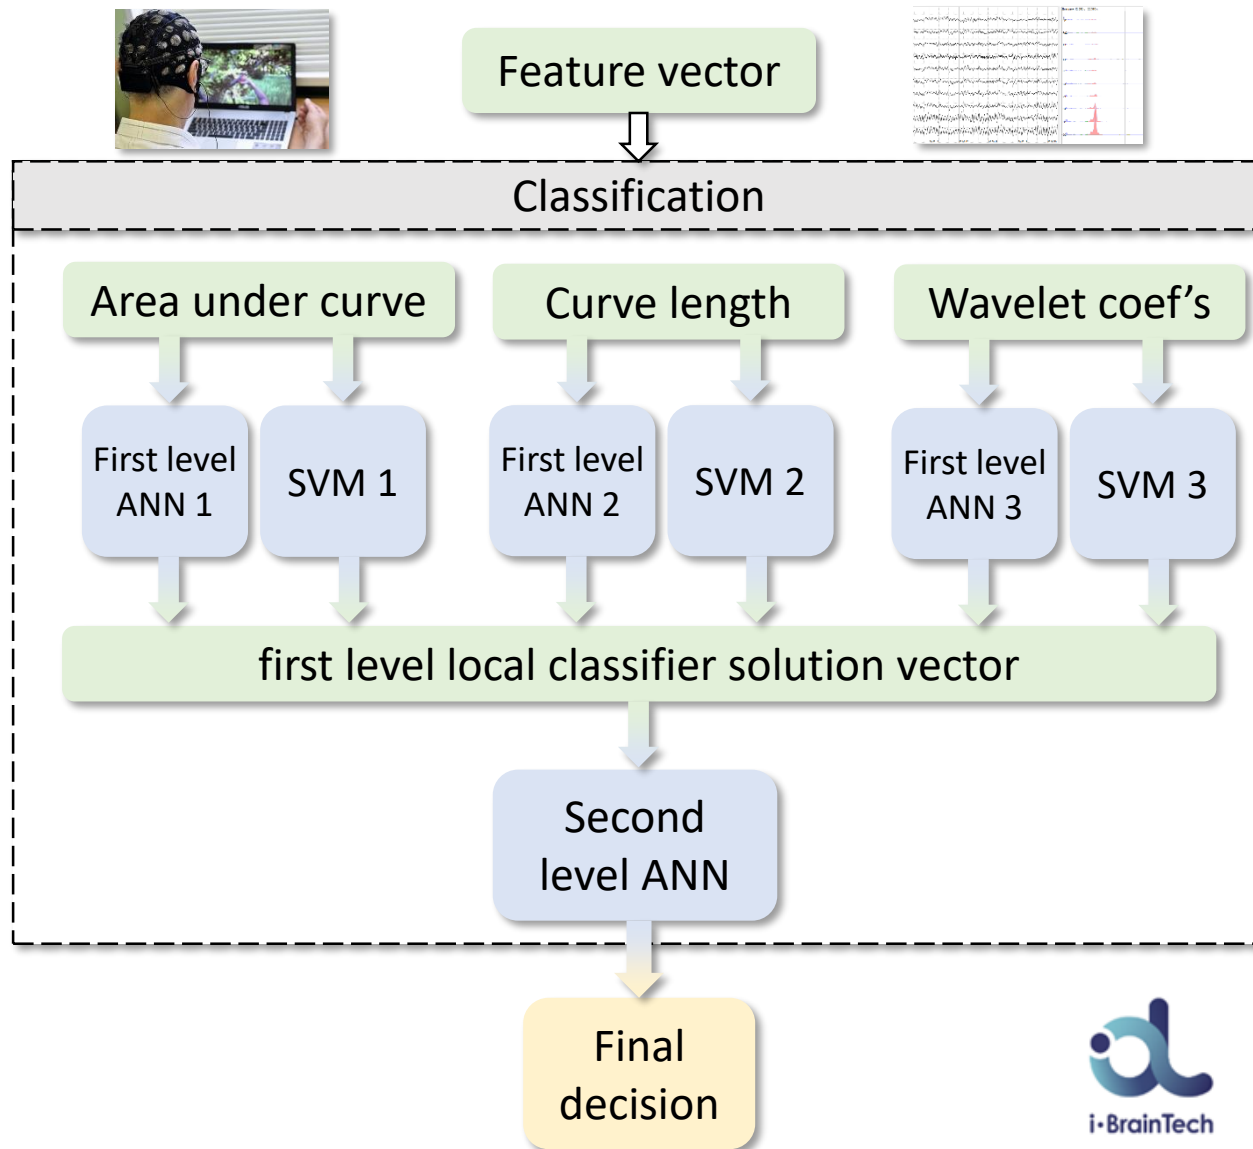 Feature vector
Classification
Area under curve
Curve length
Wavelet coef’s
First level
ANN 1
SVM 1
First level
ANN 2
SVM 2
First level
ANN 3
SVM 3
first level local classifier solution vector
Second
level ANN
Final
decision
i•BrainTech